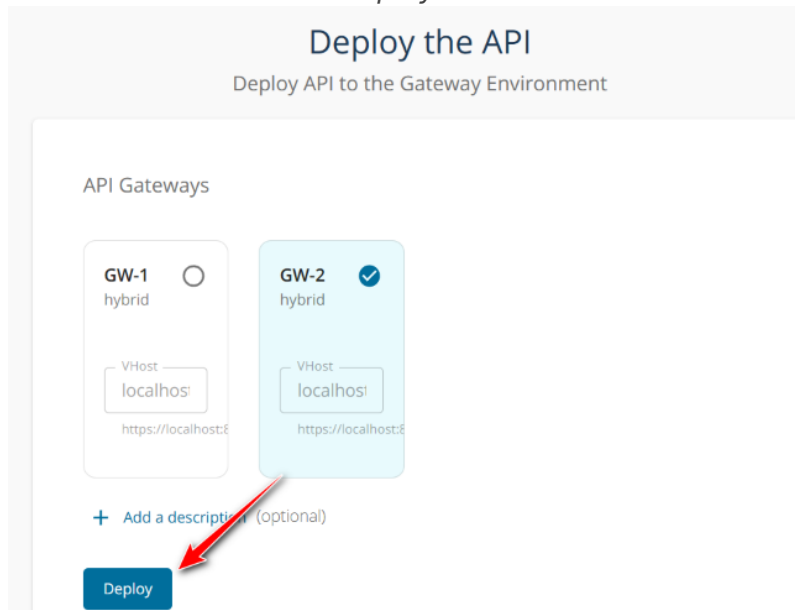 Deploy the API
Deploy API to the Gateway Environment
API Gateways
GW-1
hybrid
VHost
localhost
https://localhost:8
GW-2
hybrid
VHost
localhost
https://localhost:8
+ Add a description (optional)
Deploy